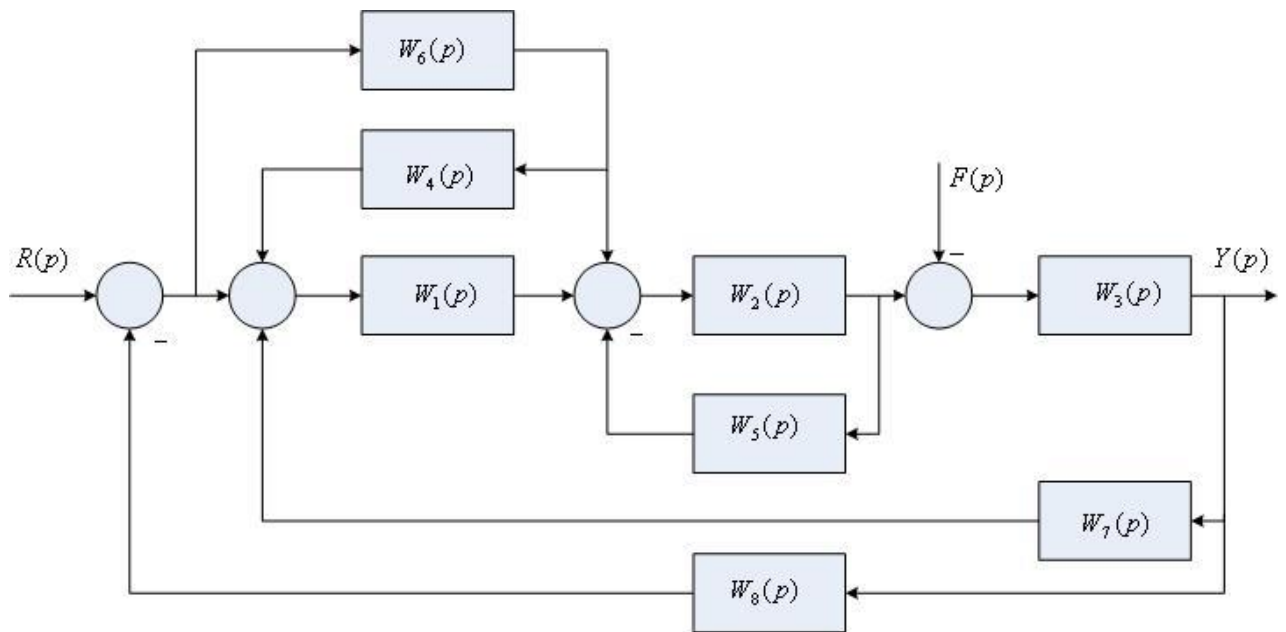 W₆(p)
W₄(p)
F(p)
R(p)
Y(p)
W₁(p)
W₂(p)
W₃(p)
–
–
–
W₅(p)
W₇(p)
W₈(p)